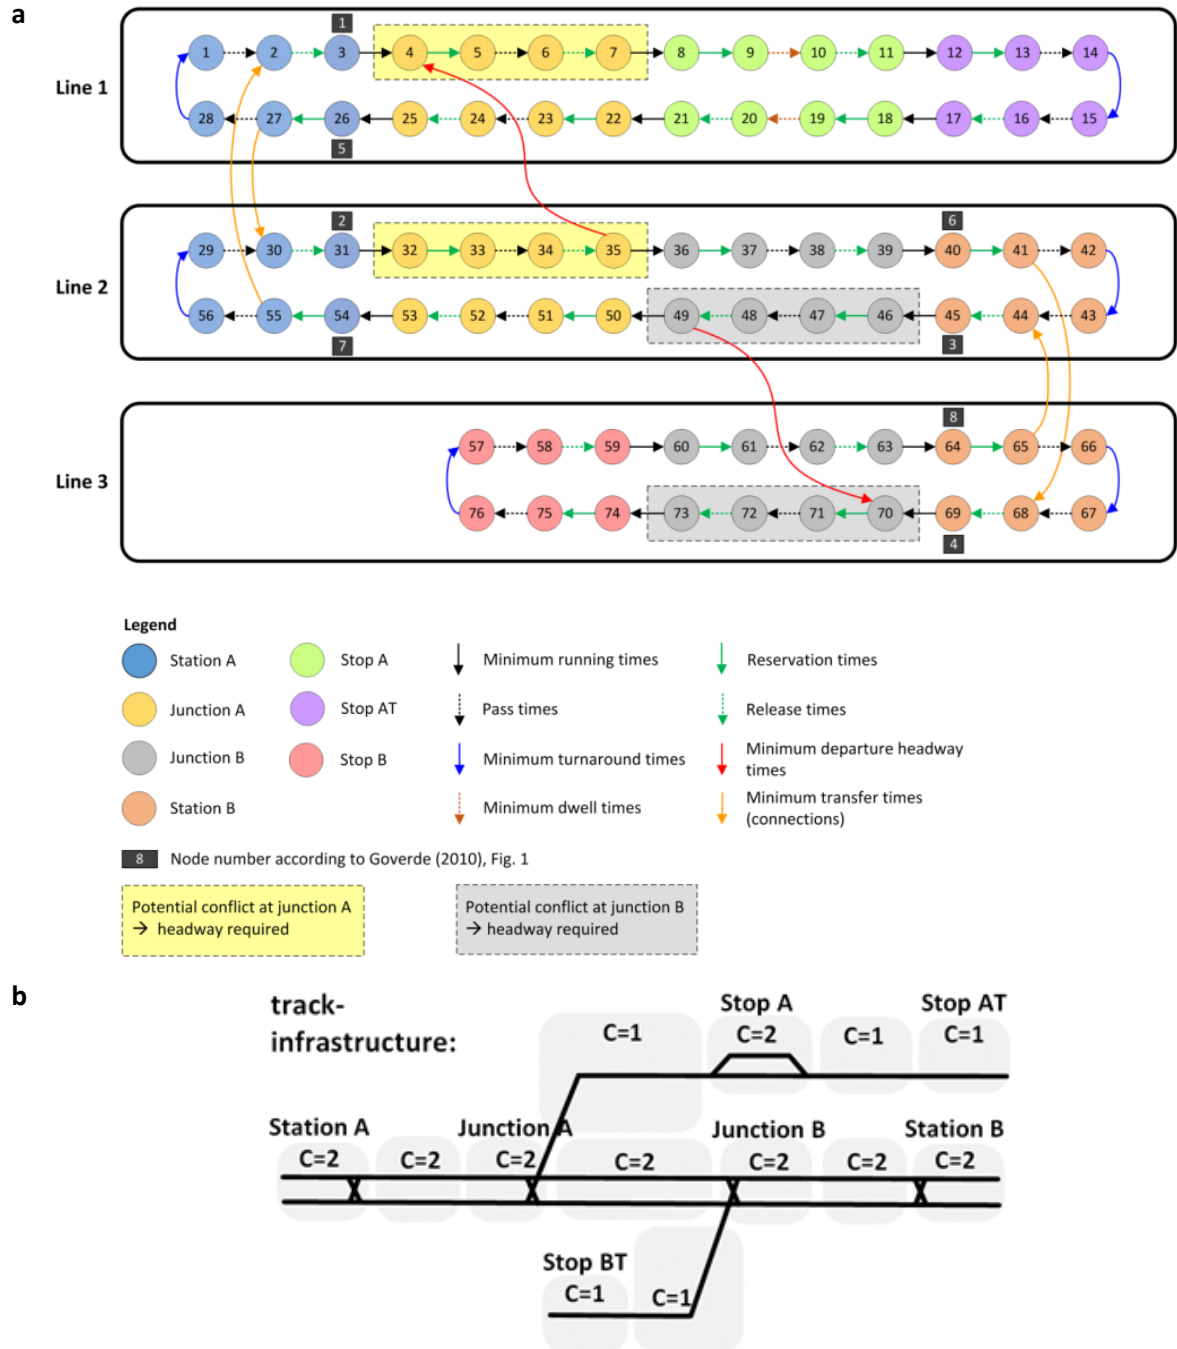 a
1
1 2 3 4 5 6 7 8 9 10 11 12 13 14
Line 1
28 27 26 25 24 23 22 21 20 19 18 17 16 15
5
2 6
29 30 31 32 33 34 35 36 37 38 39 40 41 42
Line 2
56 55 54 53 52 51 50 49 48 47 46 45 44 43
7 3
8
57 58 59 60 61 62 63 64 65 66
Line 3
76 75 74 73 72 71 70 69 68 67
4
Legend
Station A Stop A Minimum running times Reservation times
Junction A Stop AT Pass times Release times
Junction B Stop B Minimum turnaround times Minimum departure headway
times
Station B Minimum dwell times Minimum transfer times
(connections)
8 Node number according to Goverde (2010), Fig. 1
Potential conflict at junction A
→ headway required
Potential conflict at junction B
→ headway required
b
track-
infrastructure:
Stop A Stop AT
C=1 C=2 C=1 C=1
Station A Junction A Junction B Station B
C=2 C=2 C=2 C=2 C=2 C=2 C=2
Stop BT
C=1 C=1